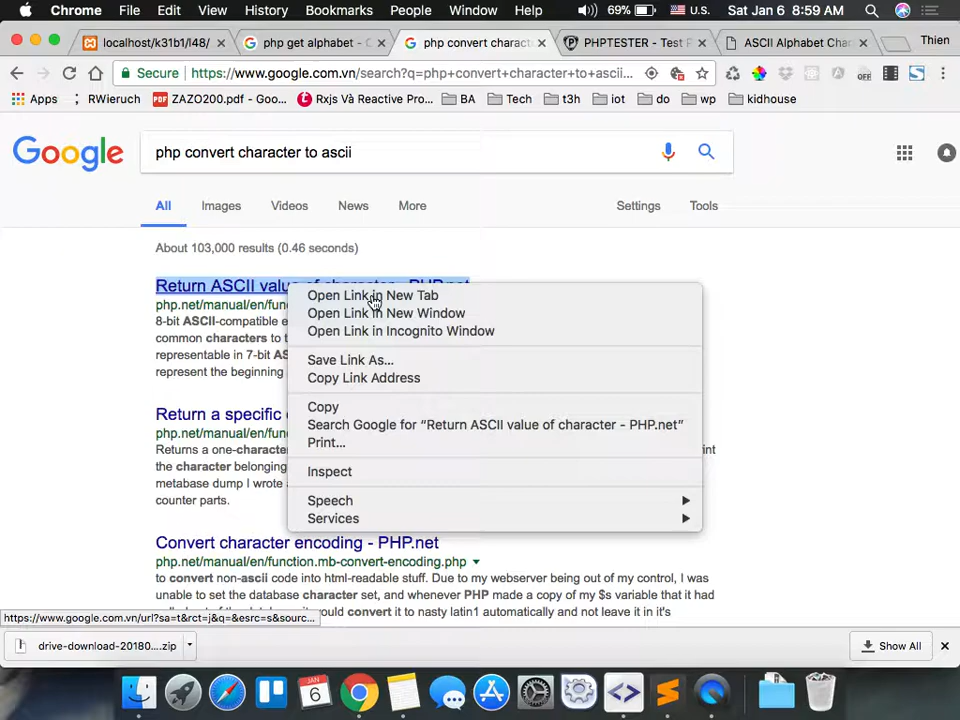 Chrome File Edit View History Bookmarks People Window Help 69% U.S. Sat Jan 6 8:59 AM
localhost/k31b1/l48/ php get alphabet - C php convert charact PHPTESTER - Test P ASCII Alphabet Cha Thien
Secure https://www.google.com.vn/search?q=php+convert+character+to+ascii...
Apps RWieruch ZAZO200.pdf - Goo... Rxjs Và Reactive Pro... BA Tech t3h iot do wp kidhouse
Google php convert character to ascii
All Images Videos News More Settings Tools
About 103,000 results (0.46 seconds)
Return ASCII value of character - PHP.net
php.net/manual/en/fun
8-bit ASCII-compatible e
common characters to t
representable in 7-bit AS
represent the beginning
Open Link in New Tab
Open Link in New Window
Open Link in Incognito Window
Save Link As...
Copy Link Address
Copy
Search Google for “Return ASCII value of character - PHP.net”
Print...
Inspect
Speech
Services
Return a specific
php.net/manual/en/fun
Returns a one-characte int
the character belonging
metabase dump I wrote a
counter parts.
Convert character encoding - PHP.net
php.net/manual/en/function.mb-convert-encoding.php
to convert non-ascii code into html-readable stuff. Due to my webserver being out of my control, I was
unable to set the database character set, and whenever PHP made a copy of my $s variable that it had
convert it to nasty latin1 automatically and not leave it in it's
https://www.google.com.vn/url?sa=t&rct=j&q=&esrc=s&sourc...
drive-download-20180....zip Show All
JAN
6